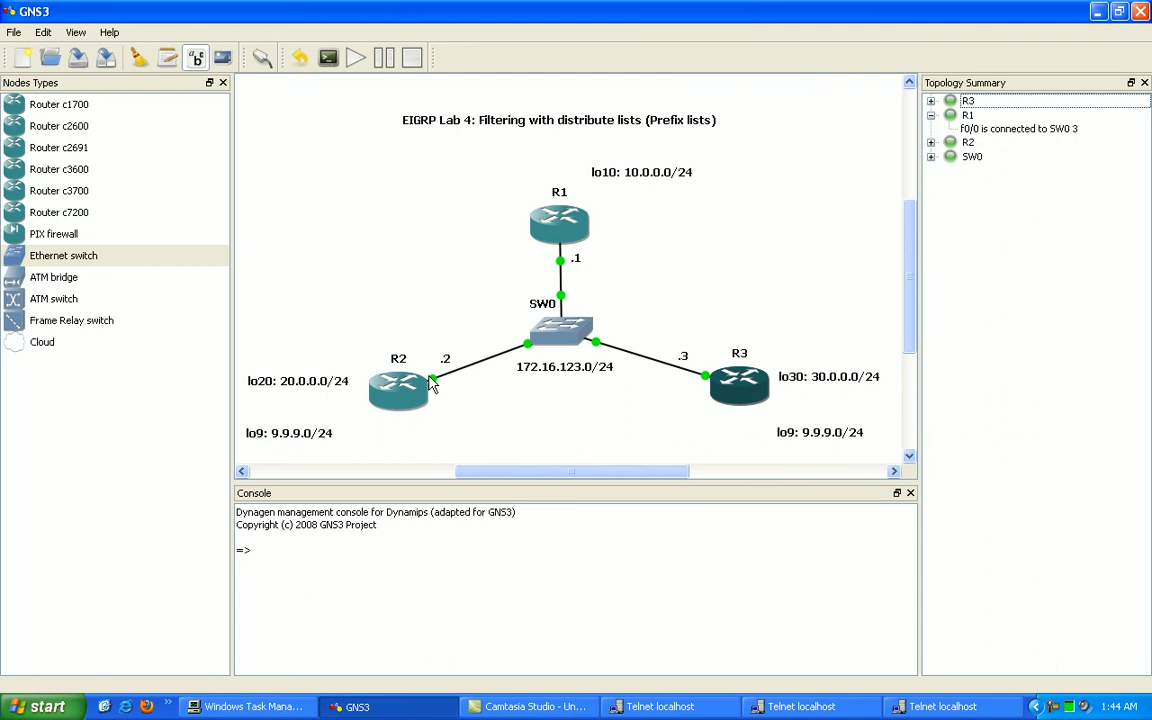 GNS3
File Edit View Help
Nodes Types
Router c1700
Router c2600
Router c2691
Router c3600
Router c3700
Router c7200
PIX firewall
Ethernet switch
ATM bridge
ATM switch
Frame Relay switch
Cloud
EIGRP Lab 4: Filtering with distribute lists (Prefix lists)
lo10: 10.0.0.0/24
R1
.1
SW0
172.16.123.0/24
R2
.2
lo20: 20.0.0.0/24
lo9: 9.9.9.0/24
.3
R3
lo30: 30.0.0.0/24
lo9: 9.9.9.0/24
Console
Dynagen management console for Dynamips (adapted for GNS3)
Copyright (c) 2008 GNS3 Project
=>
Topology Summary
R3
R1
f0/0 is connected to SW0 3
R2
SW0
start
Windows Task Mana...
GNS3
Camtasia Studio - Un...
Telnet localhost
Telnet localhost
Telnet localhost
1:44 AM